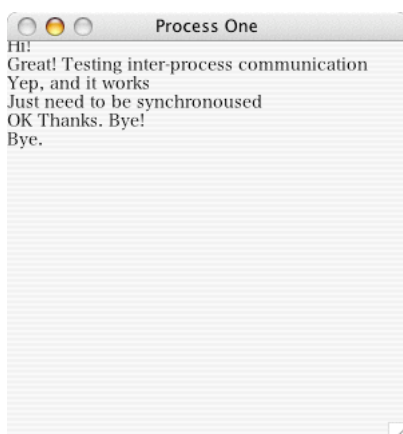 Process One
Hi!
Great! Testing inter-process communication
Yep, and it works
Just need to be synchronoused
OK Thanks. Bye!
Bye.